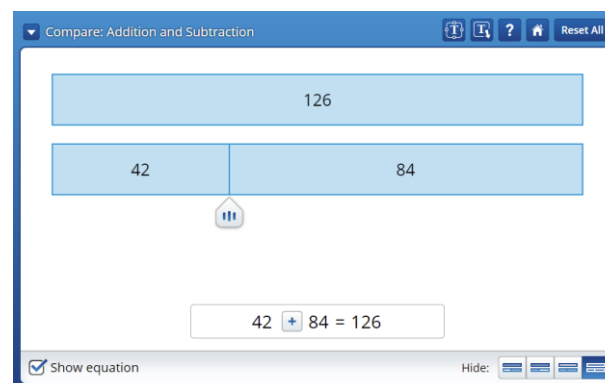 Compare: Addition and Subtraction T T ? Reset All
126
42 84
42 + 84 = 126
Show equation Hide: